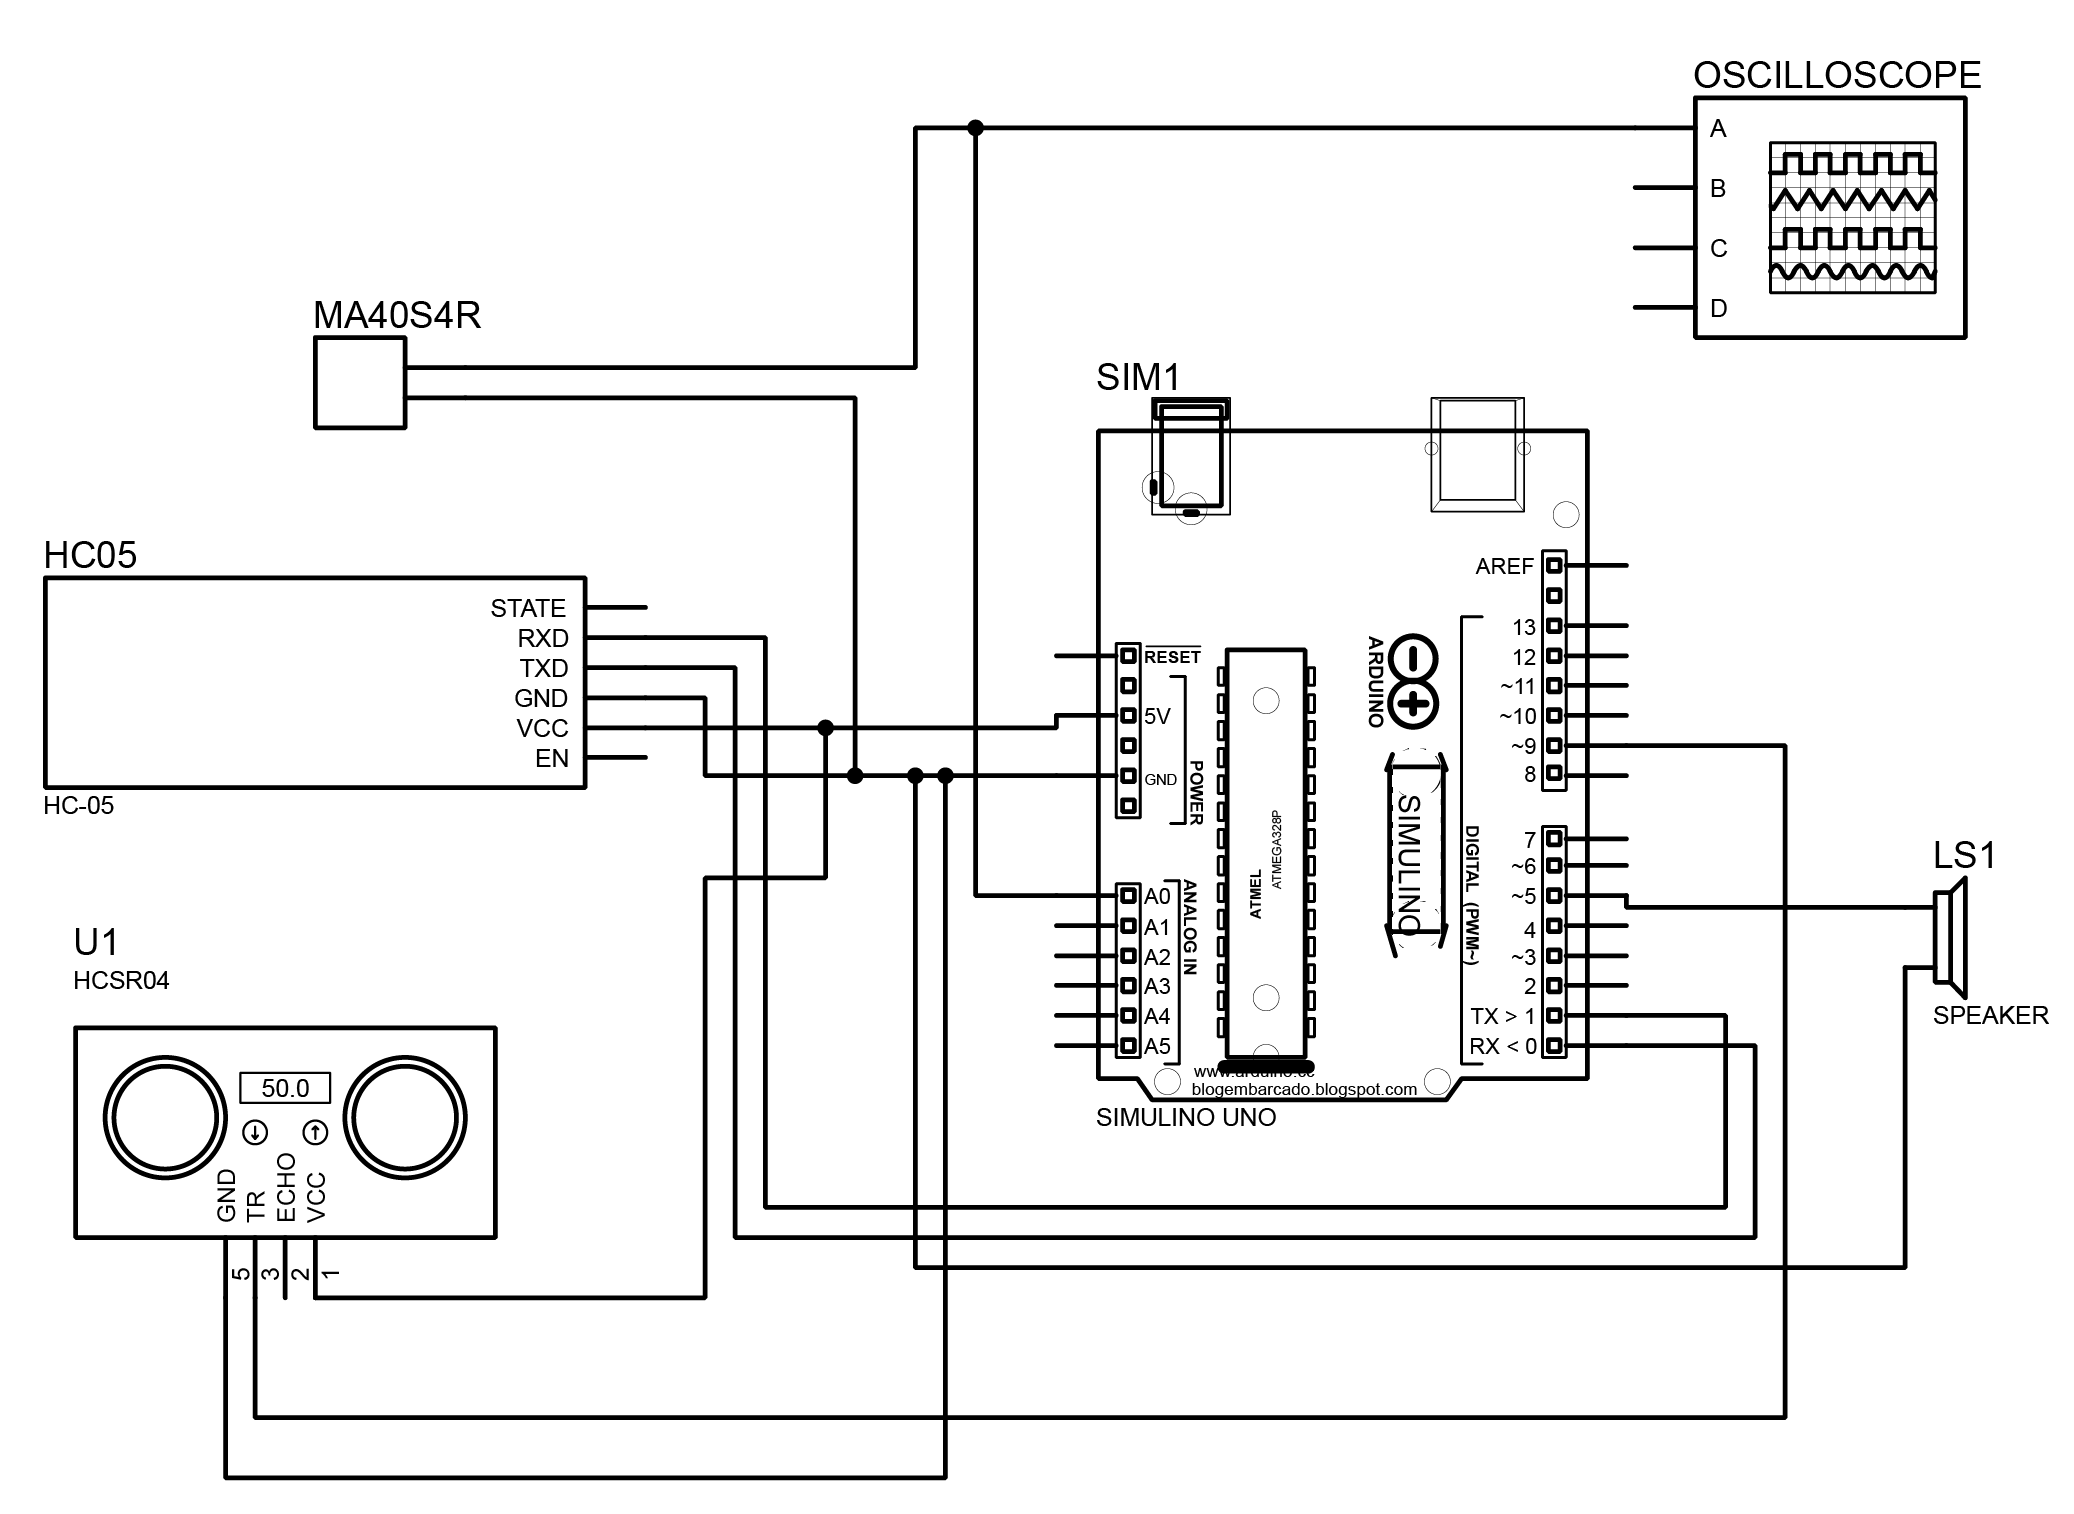 OSCILLOSCOPE
A
B
C
D
MA40S4R
SIM1
HC05
STATE
RXD
TXD
GND
VCC
EN
HC-05
RESET
5V
GND
POWER
A0
A1
A2
A3
A4
A5
ANALOG IN
ATMEL
ATMEGA328P
ARDUINO
SIMULINO
AREF
13
12
~11
~10
~9
8
7
~6
~5
4
~3
2
TX > 1
RX < 0
DIGITAL (PWM~)
www.arduino.cc
blogembarcado.blogspot.com
SIMULINO UNO
LS1
SPEAKER
U1
HCSR04
50.0
GND
TR
ECHO
VCC
5
3
2
1